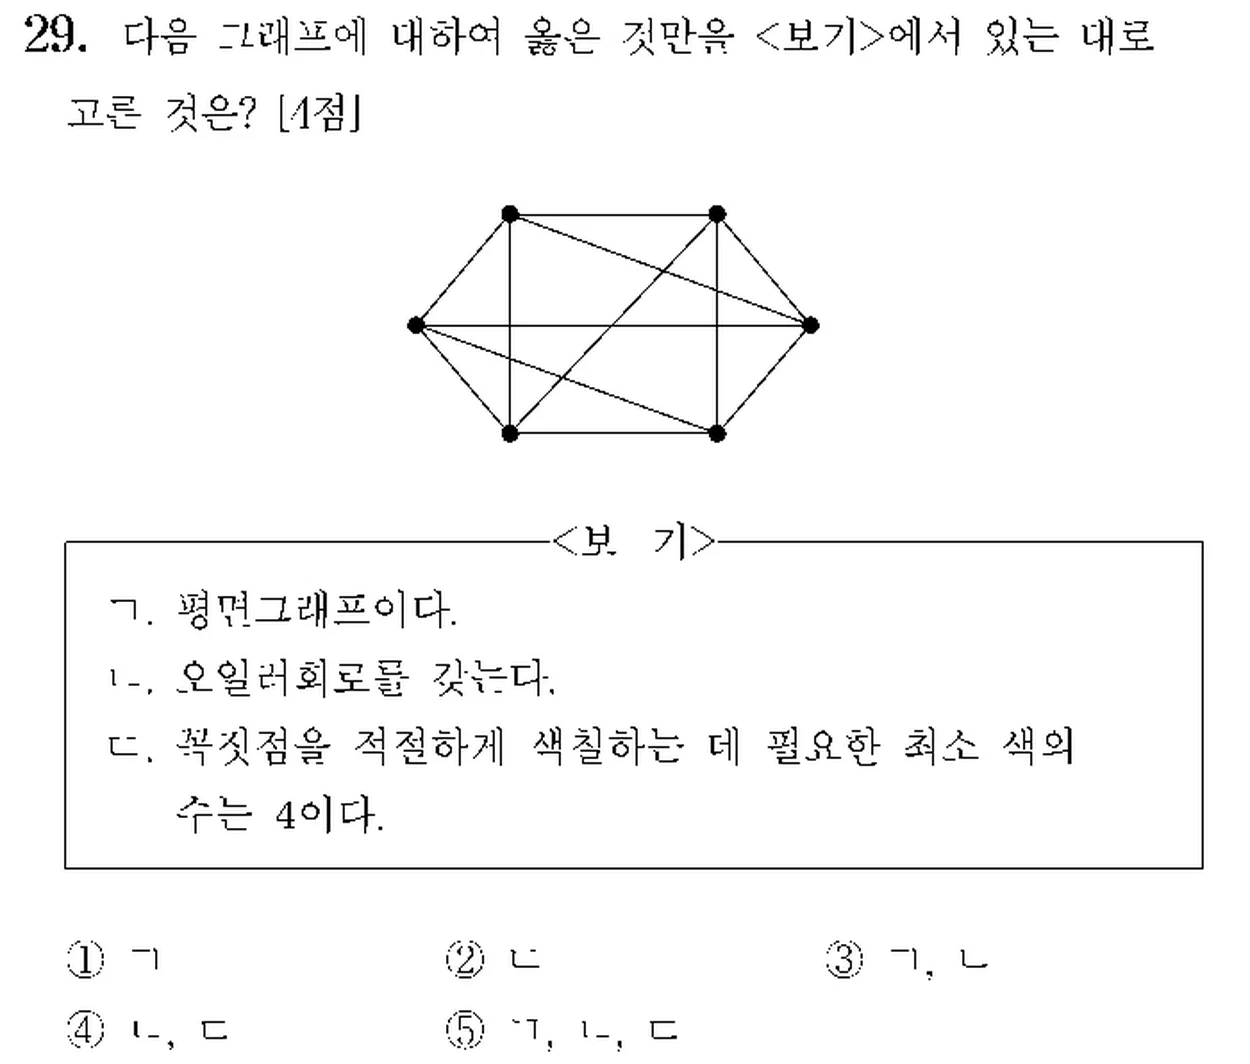 29. 다음 그래프에 대하여 옳은 것만을 <보기>에서 있는 대로
고른 것은? [4점]
<보 기>
ㄱ. 평면그래프이다.
ㄴ. 오일러회로를 갖는다.
ㄷ. 꼭짓점을 적절하게 색칠하는 데 필요한 최소 색의
수는 4이다.
① ㄱ ② ㄴ ③ ㄱ, ㄴ
④ ㄴ, ㄷ ⑤ ㄱ, ㄴ, ㄷ